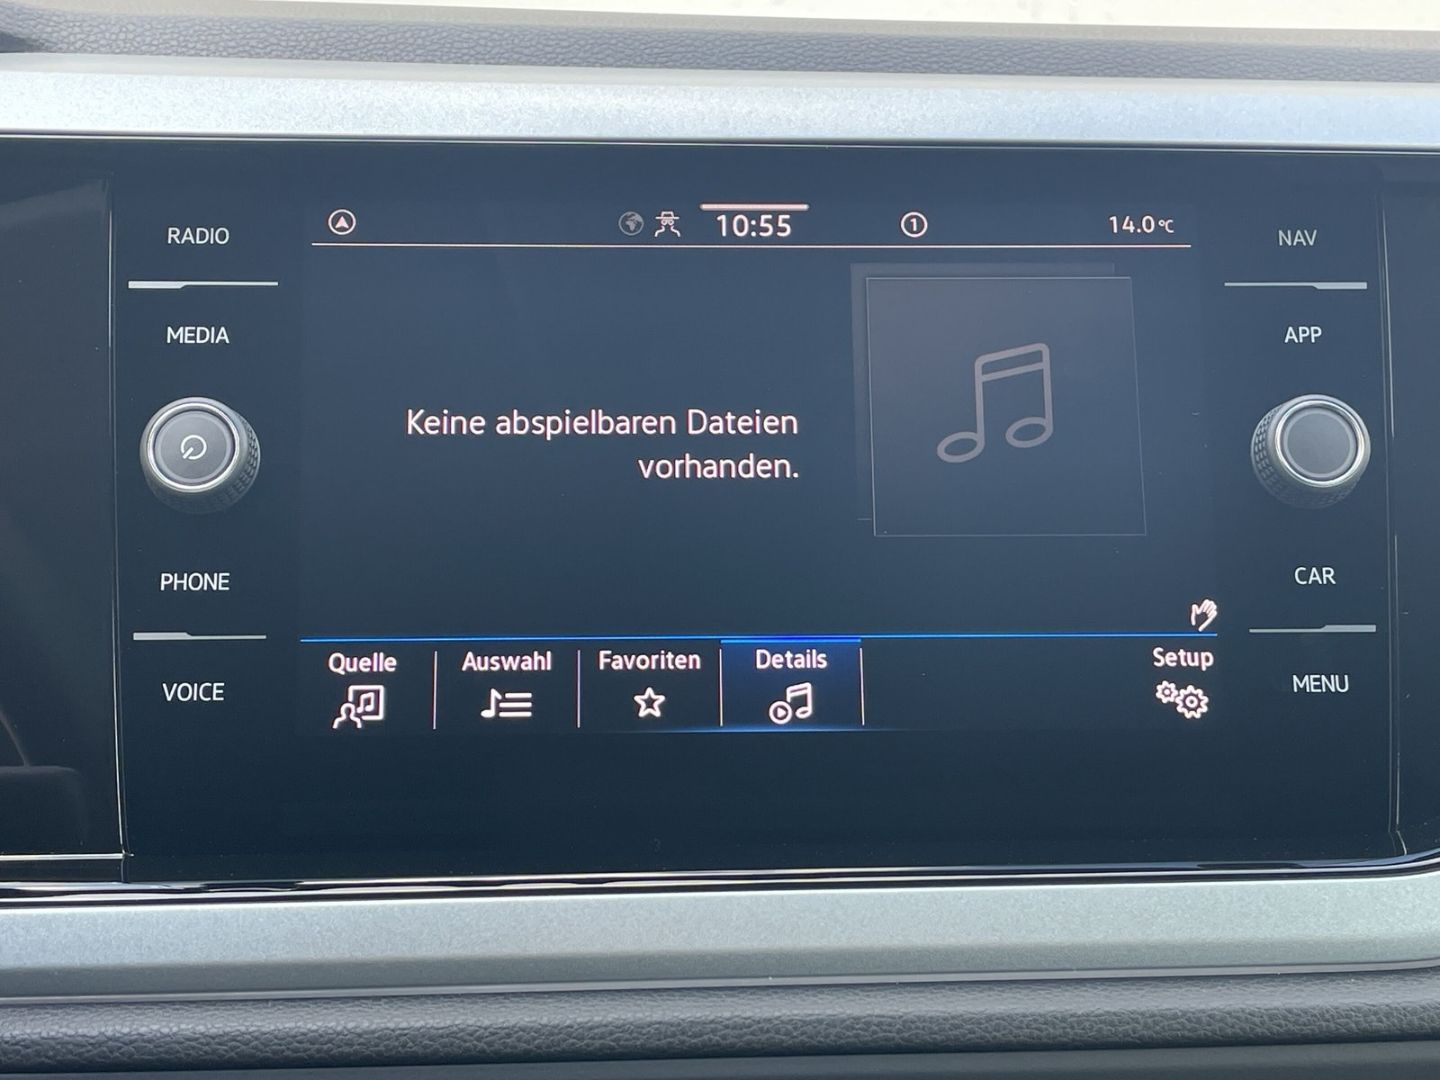 RADIO
10:55
1
14.0°C
NAV
MEDIA
APP
Keine abspielbaren Dateien
vorhanden.
PHONE
CAR
Quelle
Auswahl
Favoriten
Details
Setup
VOICE
MENU